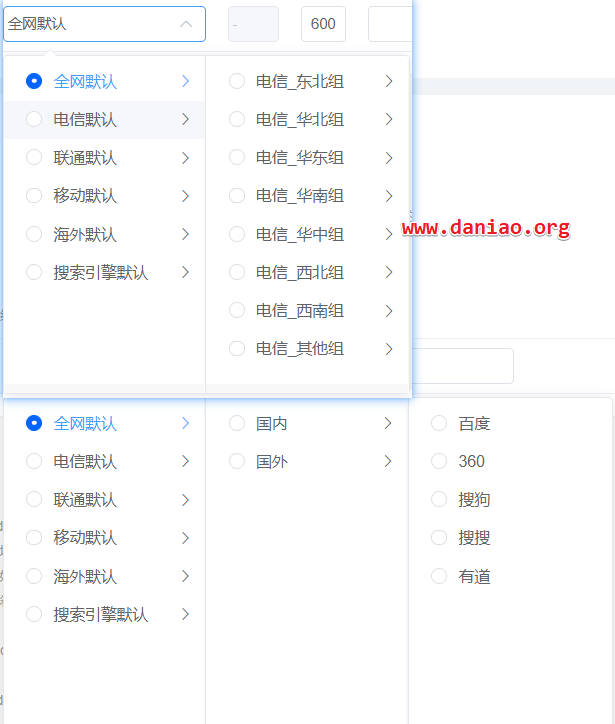 全网默认
-
600
全网默认
电信默认
联通默认
移动默认
海外默认
搜索引擎默认
电信_东北组
电信_华北组
电信_华东组
电信_华南组
电信_华中组
电信_西北组
电信_西南组
电信_其他组
www.daniao.org
全网默认
电信默认
联通默认
移动默认
海外默认
搜索引擎默认
国内
国外
百度
360
搜狗
搜搜
有道